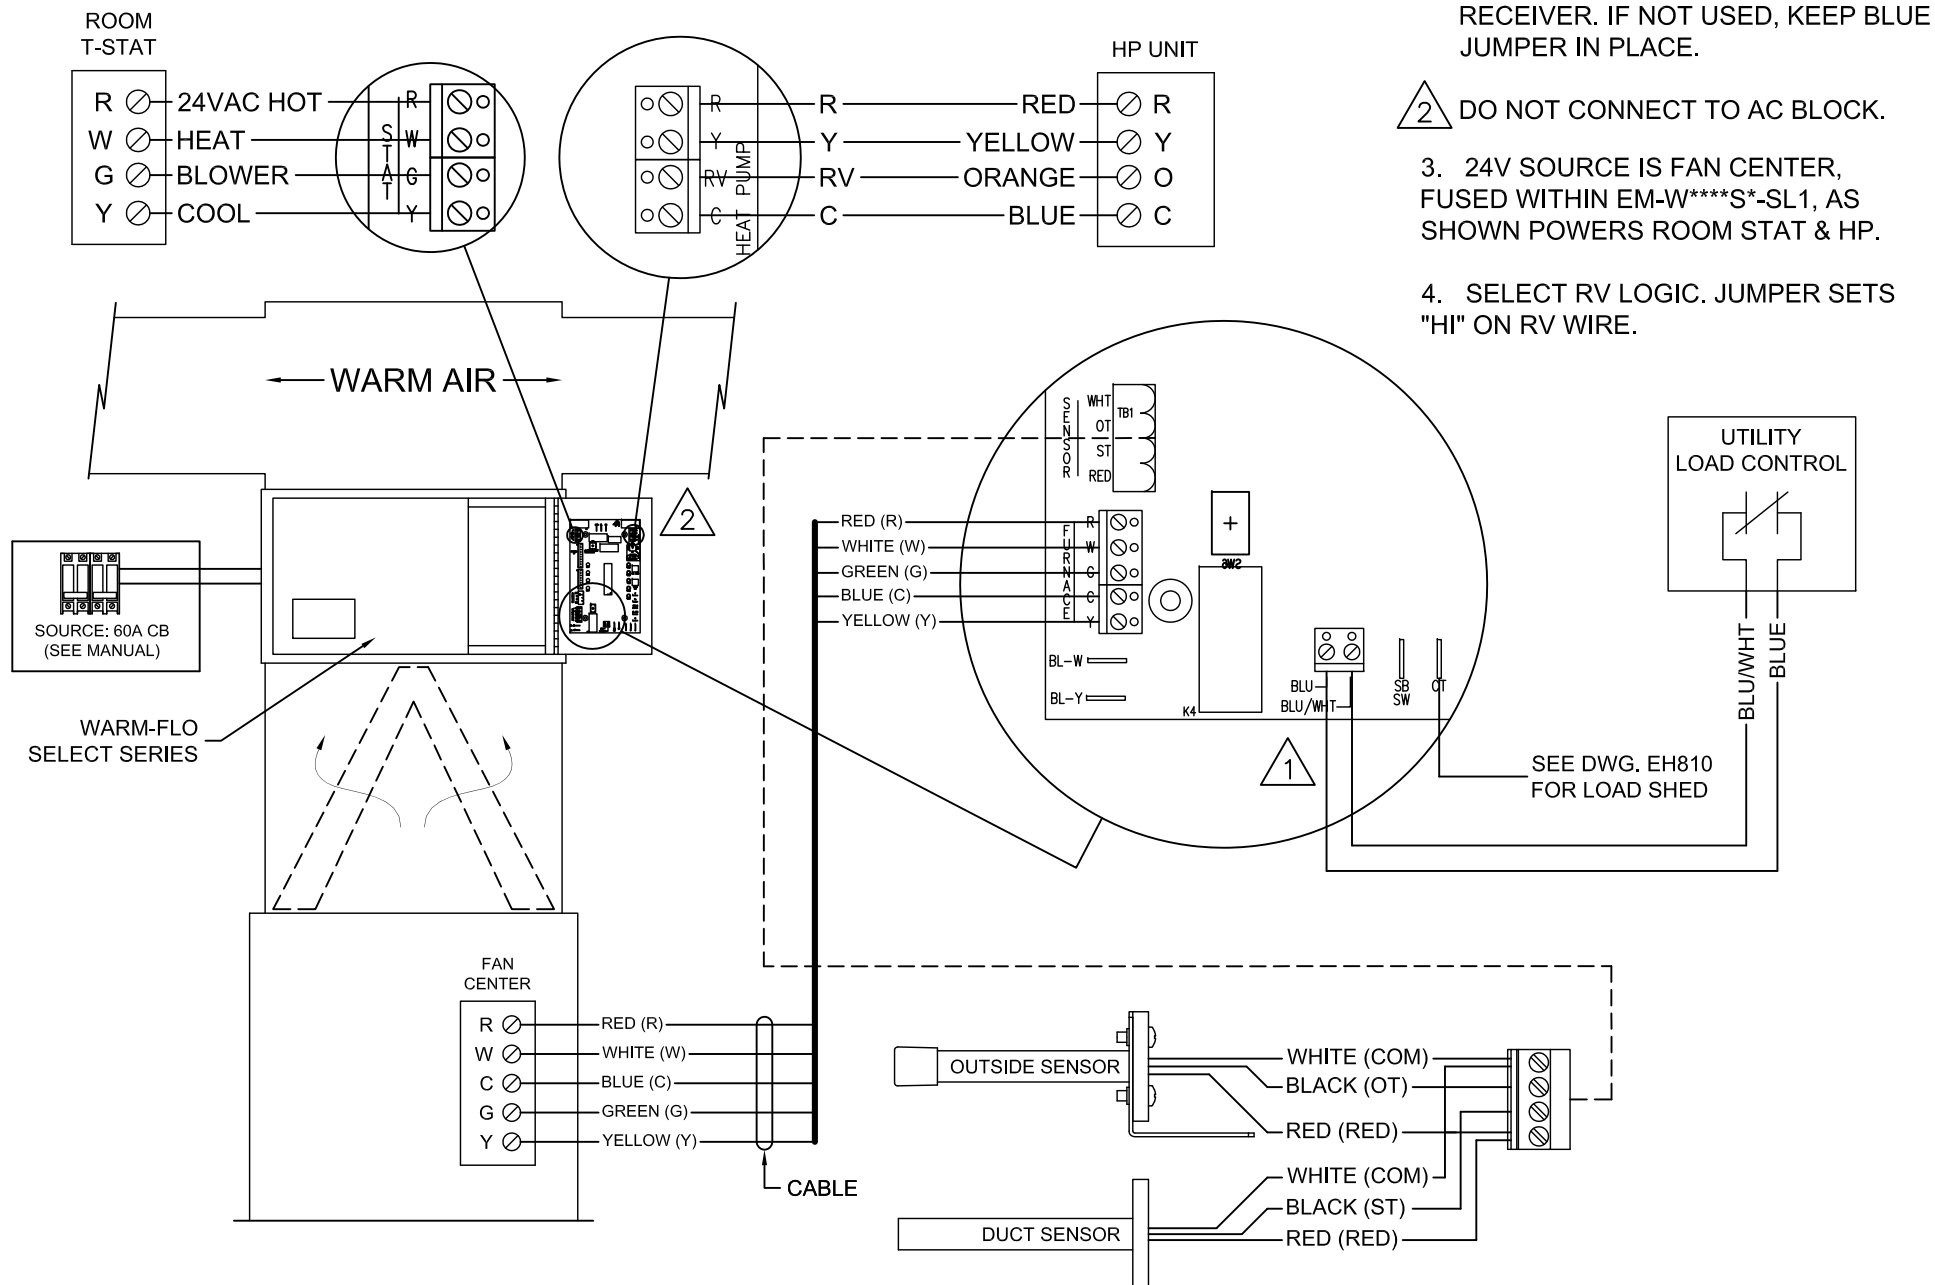 ROOM
T-STAT
R 24VAC HOT R
W HEAT W
G BLOWER G
Y COOL Y
STAT
R R RED R
Y Y YELLOW Y
RV RV ORANGE O
C C BLUE C
HEAT PUMP
HP UNIT
RECEIVER. IF NOT USED, KEEP BLUE
JUMPER IN PLACE.
2 DO NOT CONNECT TO AC BLOCK.
3. 24V SOURCE IS FAN CENTER,
FUSED WITHIN EM-W****S*-SL1, AS
SHOWN POWERS ROOM STAT & HP.
4. SELECT RV LOGIC. JUMPER SETS
"HI" ON RV WIRE.
WARM AIR
2
SOURCE: 60A CB
(SEE MANUAL)
WARM-FLO
SELECT SERIES
SENSOR
WHT
OT
ST
RED
TB1
RED (R) R
WHITE (W) W
GREEN (G) G
BLUE (C) C
YELLOW (Y) Y
FURNACE
+
SW2
BL-W
BL-Y
K4
BLU
BLU/WHT
SB
SW
OT
1
UTILITY
LOAD CONTROL
BLU/WHT
BLUE
SEE DWG. EH810
FOR LOAD SHED
FAN
CENTER
R RED (R)
W WHITE (W)
C BLUE (C)
G GREEN (G)
Y YELLOW (Y)
CABLE
OUTSIDE SENSOR
WHITE (COM)
BLACK (OT)
RED (RED)
DUCT SENSOR
WHITE (COM)
BLACK (ST)
RED (RED)